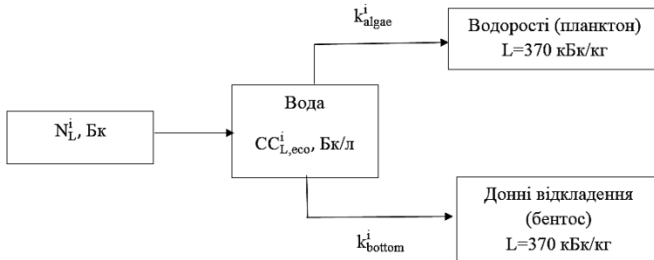 k^i_algae
Водорості (планктон)
L=370 кБк/кг
Вода
N^i_L, Бк
CC^i_L,eco, Бк/л
Донні відкладення
(бентос)
L=370 кБк/кг
k^i_bottom